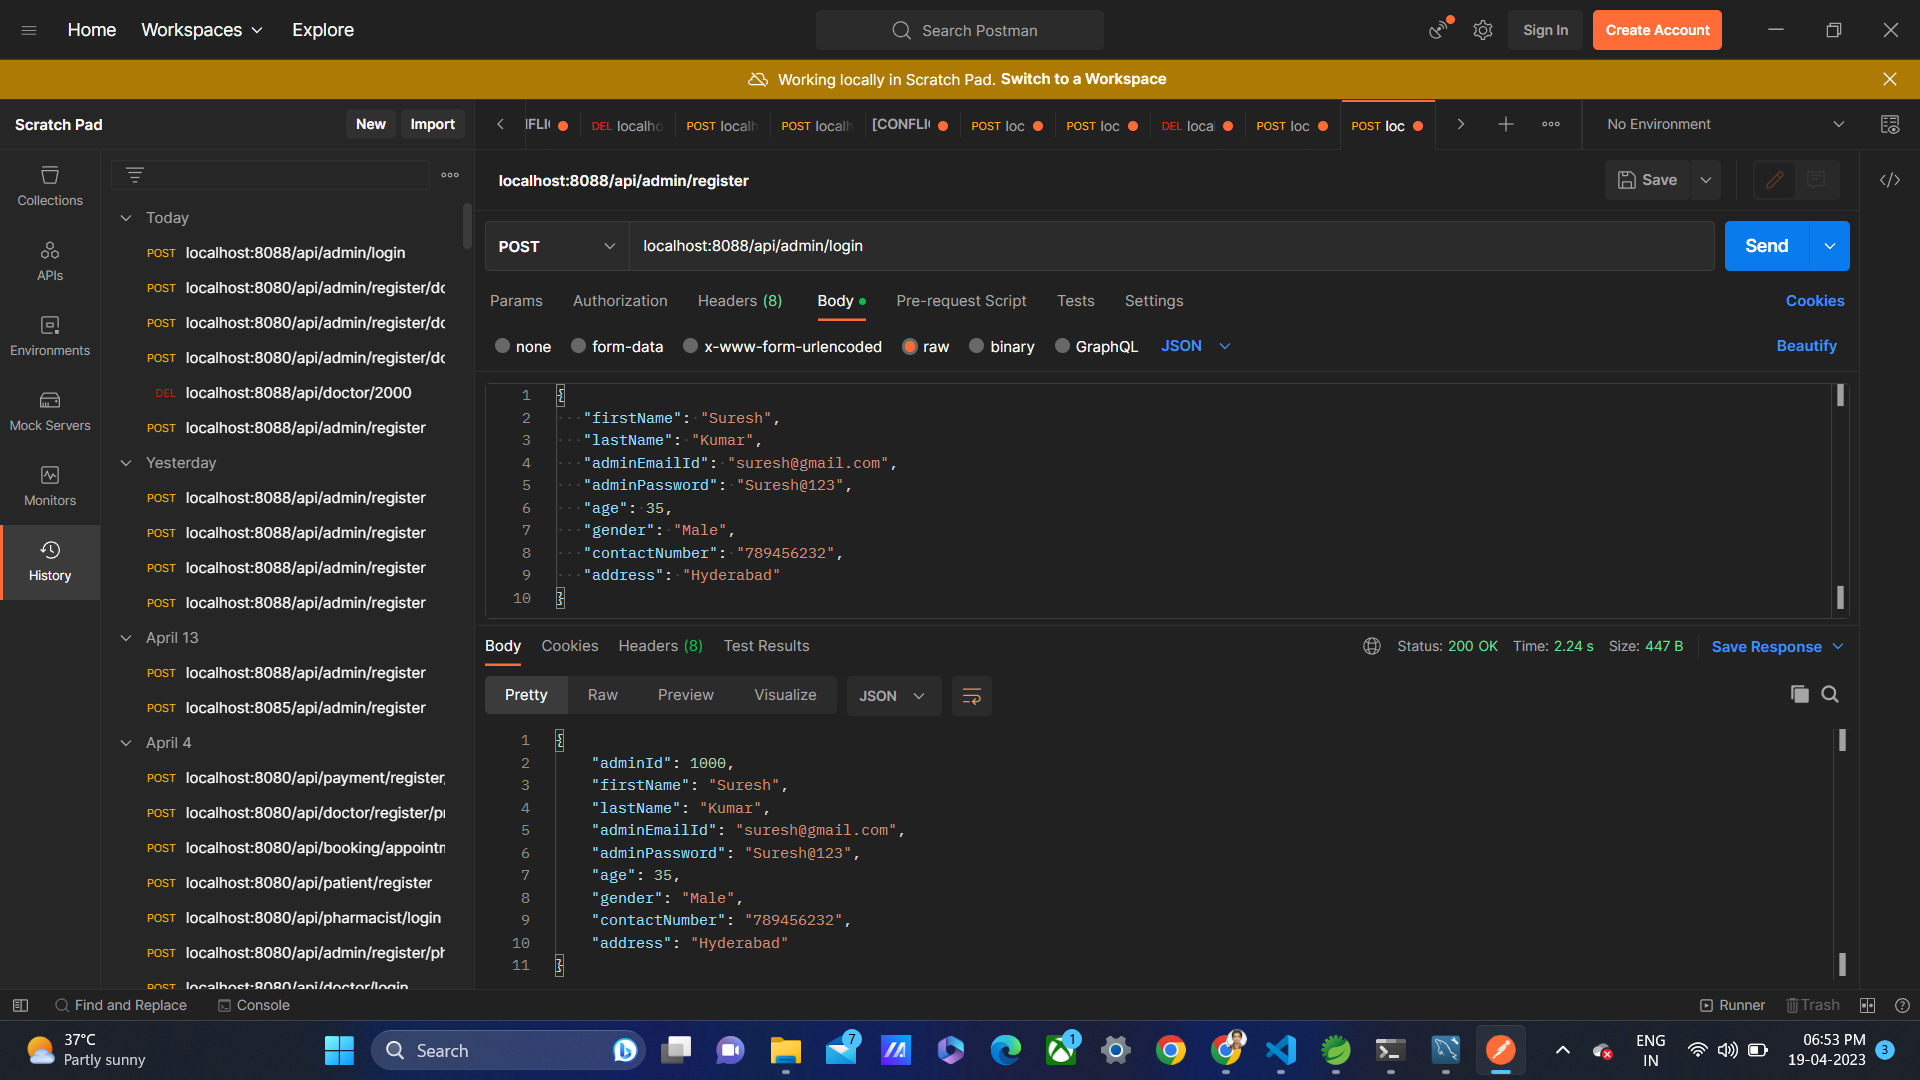 Home Workspaces Explore Search Postman Sign In Create Account
Working locally in Scratch Pad. Switch to a Workspace
Scratch Pad New Import DEL localho POST localh POST localh [CONFLI POST loc POST loc DEL local POST loc POST loc No Environment
localhost:8088/api/admin/register Save
Collections
APIs
Environments
Mock Servers
Monitors
History
Today
POST localhost:8088/api/admin/login
POST localhost:8080/api/admin/register/do
POST localhost:8080/api/admin/register/do
POST localhost:8080/api/admin/register/do
DEL localhost:8088/api/doctor/2000
POST localhost:8088/api/admin/register
Yesterday
POST localhost:8088/api/admin/register
POST localhost:8088/api/admin/register
POST localhost:8088/api/admin/register
POST localhost:8088/api/admin/register
April 13
POST localhost:8088/api/admin/register
POST localhost:8085/api/admin/register
April 4
POST localhost:8080/api/payment/register
POST localhost:8080/api/doctor/register/p
POST localhost:8080/api/booking/appoint
POST localhost:8080/api/patient/register
POST localhost:8080/api/pharmacist/login
POST localhost:8080/api/admin/register/ph
POST localhost:8080/api/doctor/login
POST localhost:8088/api/admin/login Send
Params Authorization Headers (8) Body Pre-request Script Tests Settings Cookies
none form-data x-www-form-urlencoded raw binary GraphQL JSON Beautify
1 {
2 "firstName": "Suresh",
3 "lastName": "Kumar",
4 "adminEmailId": "suresh@gmail.com",
5 "adminPassword": "Suresh@123",
6 "age": 35,
7 "gender": "Male",
8 "contactNumber": "789456232",
9 "address": "Hyderabad"
10 }
Body Cookies Headers (8) Test Results Status: 200 OK Time: 2.24 s Size: 447 B Save Response
Pretty Raw Preview Visualize JSON
1 {
2 "adminId": 1000,
3 "firstName": "Suresh",
4 "lastName": "Kumar",
5 "adminEmailId": "suresh@gmail.com",
6 "adminPassword": "Suresh@123",
7 "age": 35,
8 "gender": "Male",
9 "contactNumber": "789456232",
10 "address": "Hyderabad"
11 }
Find and Replace Console Runner Trash
37°C
Partly sunny
Search
7
1
ENG
IN
06:53 PM
19-04-2023
3